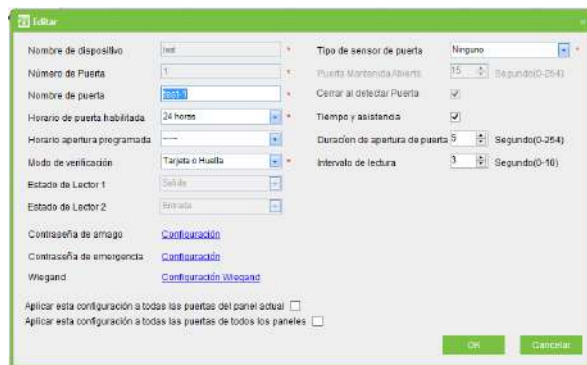 Editar
Nombre de dispositivo test * Tipo de sensor de puerta Ninguno *
Número de Puerta 1 * Puerta Mantenida Abierta 15 Segundo(0-254)
Nombre de puerta test-1 * Cerrar al detectar Puerta
Horario de puerta habilitada 24 horas * Tiempo y asistencia
Horario apertura programada ------ Duración de apertura de puerta 5 Segundo(0-254)
Modo de verificación Tarjeta o Huella * Intervalo de lectura 3 Segundo(0-10)
Estado de Lector 1 Salida
Estado de Lector 2 Entrada
Contraseña de amago Configuración
Contraseña de emergencia Configuración
Wiegand Configuración Wiegand
Aplicar esta configuración a todas las puertas del panel actual
Aplicar esta configuración a todas las puertas de todos los paneles
OK Cancelar